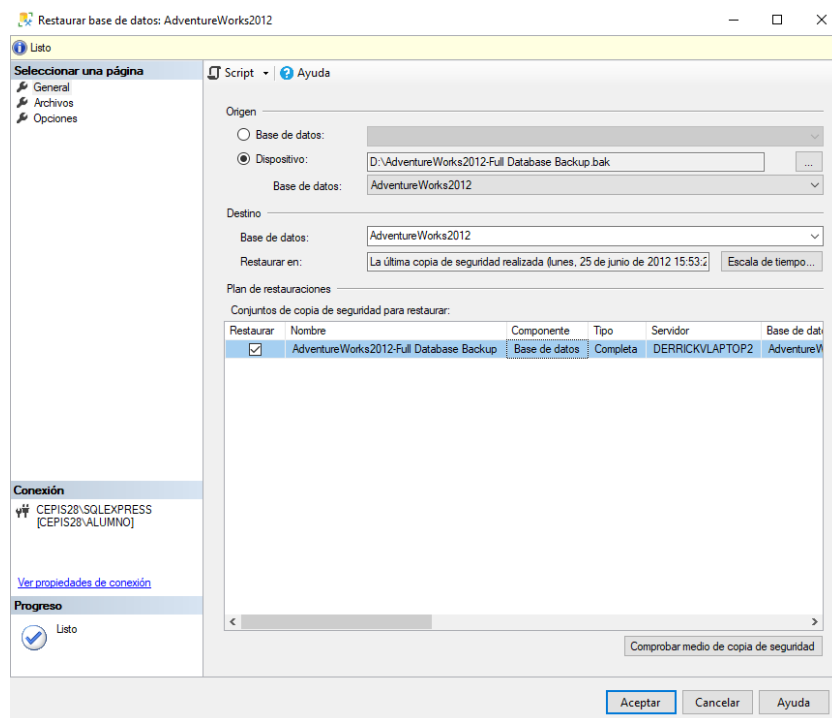 Restaurar base de datos: AdventureWorks2012
Listo
Seleccionar una página
General
Archivos
Opciones
Script
Ayuda
Origen
Base de datos:
Dispositivo:
D:\AdventureWorks2012-Full Database Backup.bak
...
Base de datos:
AdventureWorks2012
Destino
Base de datos:
AdventureWorks2012
Restaurar en:
La última copia de seguridad realizada (lunes, 25 de junio de 2012 15:53:2
Escala de tiempo...
Plan de restauraciones
Conjuntos de copia de seguridad para restaurar:
Restaurar Nombre Componente Tipo Servidor Base de dat
AdventureWorks2012-Full Database Backup Base de datos Completa DERRICKVLAPTOP2 AdventureW
Conexión
CEPIS28\SQLEXPRESS
[CEPIS28\ALUMNO]
Ver propiedades de conexión
Progreso
Listo
Comprobar medio de copia de seguridad
Aceptar Cancelar Ayuda